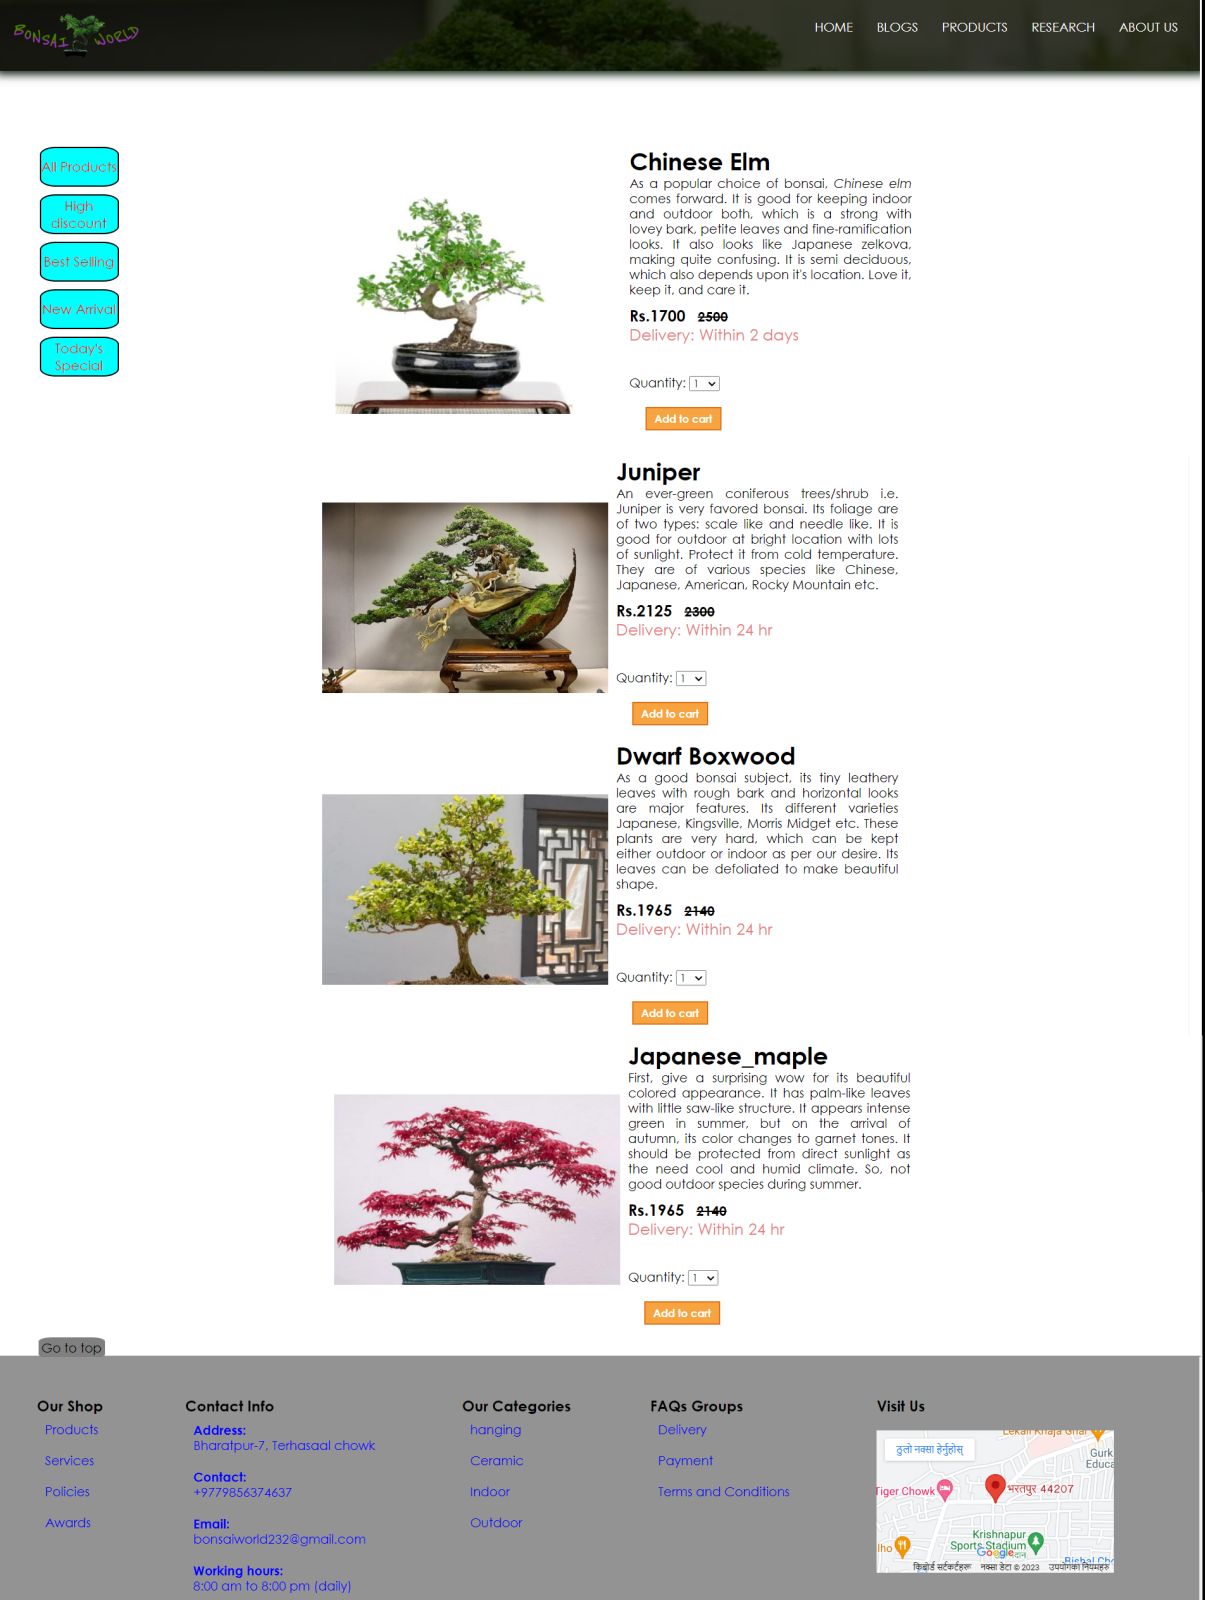 BONSAI WORLD
HOME BLOGS PRODUCTS RESEARCH ABOUT US
All Products
High
discount
Best Selling
New Arrival
Today's
Special
Chinese Elm
As a popular choice of bonsai, Chinese elm
comes forward. It is good for keeping indoor
and outdoor both, which is a strong with
lovey bark, petite leaves and fine-ramification
looks. It also looks like Japanese zelkova,
making quite confusing. It is semi deciduous,
which also depends upon it's location. Love it,
keep it, and care it.
Rs.1700 2500
Delivery: Within 2 days
Quantity: 1
Add to cart
Juniper
An ever-green coniferous trees/shrub i.e.
Juniper is very favored bonsai. Its foliage are
of two types: scale like and needle like. It is
good for outdoor at bright location with lots
of sunlight. Protect it from cold temperature.
They are of various species like Chinese,
Japanese, American, Rocky Mountain etc.
Rs.2125 2300
Delivery: Within 24 hr
Quantity: 1
Add to cart
Dwarf Boxwood
As a good bonsai subject, its tiny leathery
leaves with rough bark and horizontal looks
are major features. Its different varieties
Japanese, Kingsville, Morris Midget etc. These
plants are very hard, which can be kept
either outdoor or indoor as per our desire. Its
leaves can be defoliated to make beautiful
shape.
Rs.1965 2140
Delivery: Within 24 hr
Quantity: 1
Add to cart
Japanese_maple
First, give a surprising wow for its beautiful
colored appearance. It has palm-like leaves
with little saw-like structure. It appears intense
green in summer, but on the arrival of
autumn, its color changes to garnet tones. It
should be protected from direct sunlight as
the need cool and humid climate. So, not
good outdoor species during summer.
Rs.1965 2140
Delivery: Within 24 hr
Quantity: 1
Add to cart
Go to top
Our Shop
Products
Services
Policies
Awards
Contact Info
Address:
Bharatpur-7, Terhasaal chowk
Contact:
+9779856374637
Email:
bonsaiworld232@gmail.com
Working hours:
8:00 am to 8:00 pm (daily)
Our Categories
hanging
Ceramic
Indoor
Outdoor
FAQs Groups
Delivery
Payment
Terms and Conditions
Visit Us
ठुलो नक्सा हेर्नुहोस्
Gurk
Educa
Tiger Chowk
भरतपुर 44207
Krishnapur
Sports Stadium
Google
किबोर्ड सर्टकटहरू नक्सा डेटा © 2023 उपयोगका नियमहरू